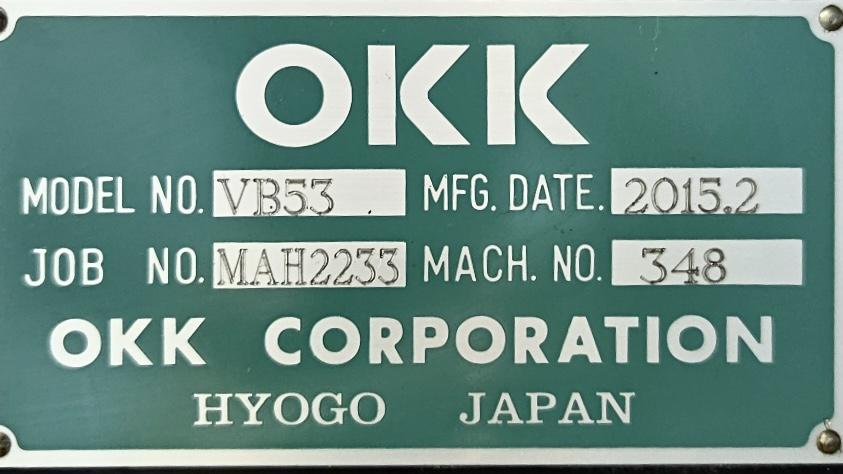 OKK
MODEL NO. VB53 MFG. DATE. 2015.2
JOB NO. MAH2233 MACH. NO. 348
OKK CORPORATION
HYOGO JAPAN